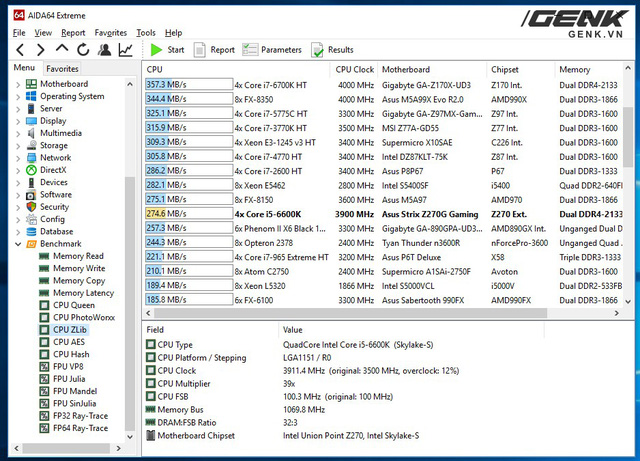 AIDA64 Extreme
GENK
GENK.VN
File View Report Favorites Tools Help
Start Report Parameters Results
Menu Favorites
CPU CPU Clock Motherboard Chipset Memory
Motherboard
Operating System
Server
Display
Multimedia
Storage
Network
DirectX
Devices
Software
Security
Config
Database
Benchmark
Memory Read
Memory Write
Memory Copy
Memory Latency
CPU Queen
CPU PhotoWorxx
CPU ZLib
CPU AES
CPU Hash
FPU VP8
FPU Julia
FPU Mandel
FPU SinJulia
FP32 Ray-Trace
FP64 Ray-Trace
357.3 MB/s 4x Core i7-6700K HT 4000 MHz Gigabyte GA-Z170X-UD3 Z170 Int. Dual DDR4-2133
344.4 MB/s 8x FX-8350 4000 MHz Asus M5A99X Evo R2.0 AMD990X Dual DDR3-1866
325.1 MB/s 4x Core i7-5775C HT 3300 MHz Gigabyte GA-Z97MX-Gam... Z97 Int. Dual DDR3-1600
315.9 MB/s 4x Core i7-3770K HT 3500 MHz MSI Z77A-GD55 Z77 Int. Dual DDR3-1600
309.3 MB/s 4x Xeon E3-1245 v3 HT 3400 MHz Supermicro X10SAE C226 Int. Dual DDR3-1600
305.8 MB/s 4x Core i7-4770 HT 3400 MHz Intel DZ87KLT-75K Z87 Int. Dual DDR3-1600
286.2 MB/s 4x Core i7-2600 HT 3400 MHz Asus P8P67 P67 Dual DDR3-1333
282.1 MB/s 8x Xeon E5462 2800 MHz Intel S5400SF i5400 Quad DDR2-640FI
275.1 MB/s 8x FX-8150 3600 MHz Asus M5A97 AMD970 Dual DDR3-1866
274.6 MB/s 4x Core i5-6600K 3900 MHz Asus Strix Z270G Gaming Z270 Ext. Dual DDR4-2133
257.3 MB/s 6x Phenom II X6 Black 1... 3300 MHz Gigabyte GA-890GPA-UD3... AMD890GX Int. Unganged Dual D
244.3 MB/s 8x Opteron 2378 2400 MHz Tyan Thunder n3600R nForcePro-3600 Unganged Dual
221.1 MB/s 4x Core i7-965 Extreme HT 3200 MHz Asus P6T Deluxe X58 Triple DDR3-1333
210.1 MB/s 8x Atom C2750 2400 MHz Supermicro A1SAi-2750F Avoton Dual DDR3-1600
189.4 MB/s 8x Xeon L5320 1866 MHz Intel S5000VCL i5000V Dual DDR2-533FB
185.8 MB/s 6x FX-6100 3300 MHz Asus Sabertooth 990FX AMD990FX Dual DDR3-1866
Field Value
CPU Type QuadCore Intel Core i5-6600K (Skylake-S)
CPU Platform / Stepping LGA1151 / R0
CPU Clock 3911.4 MHz (original: 3500 MHz, overclock: 12%)
CPU Multiplier 39x
CPU FSB 100.3 MHz (original: 100 MHz)
Memory Bus 1069.8 MHz
DRAM:FSB Ratio 32:3
Motherboard Chipset Intel Union Point Z270, Intel Skylake-S